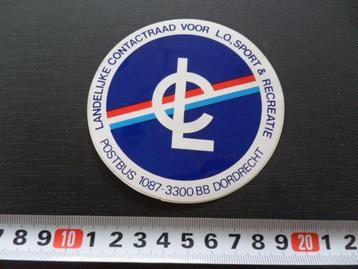 LANDELIJKE CONTACTRAAD VOOR L.O., SPORT & RECREATIE
LC
POSTBUS 1087-3300 BB DORDRECHT
7 8 9 10 1 2 3 4 5 6 7 8 9 20 1 2